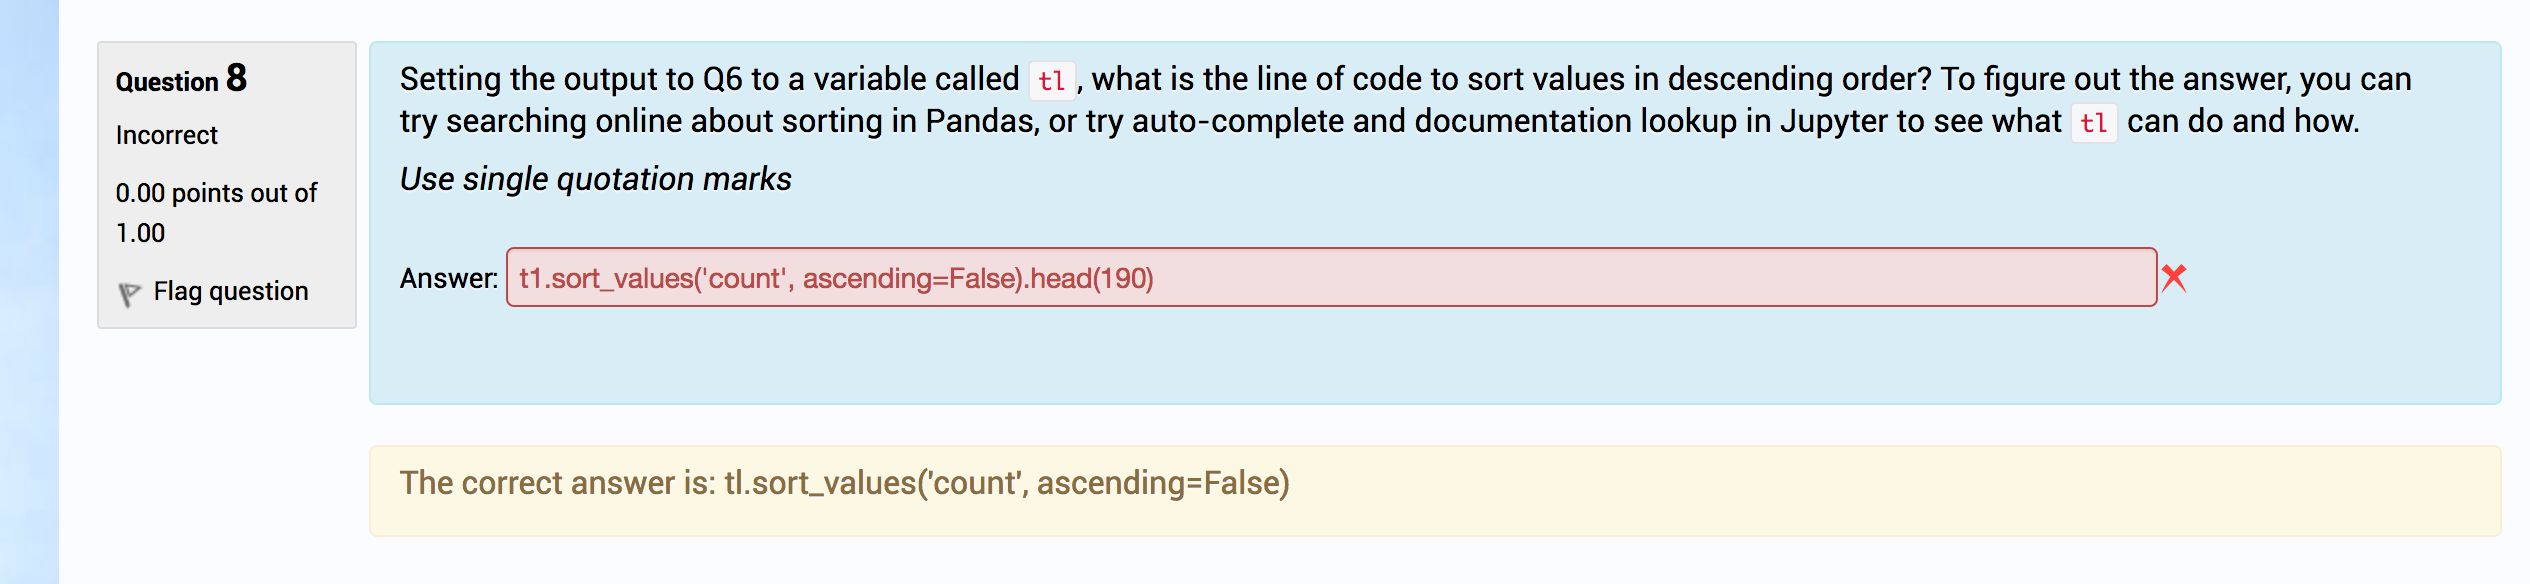 Question 8
Incorrect
0.00 points out of
1.00
Flag question
Setting the output to Q6 to a variable called tl, what is the line of code to sort values in descending order? To figure out the answer, you can
try searching online about sorting in Pandas, or try auto-complete and documentation lookup in Jupyter to see what tl can do and how.
Use single quotation marks
Answer: t1.sort_values('count', ascending=False).head(190)
The correct answer is: tl.sort_values('count', ascending=False)